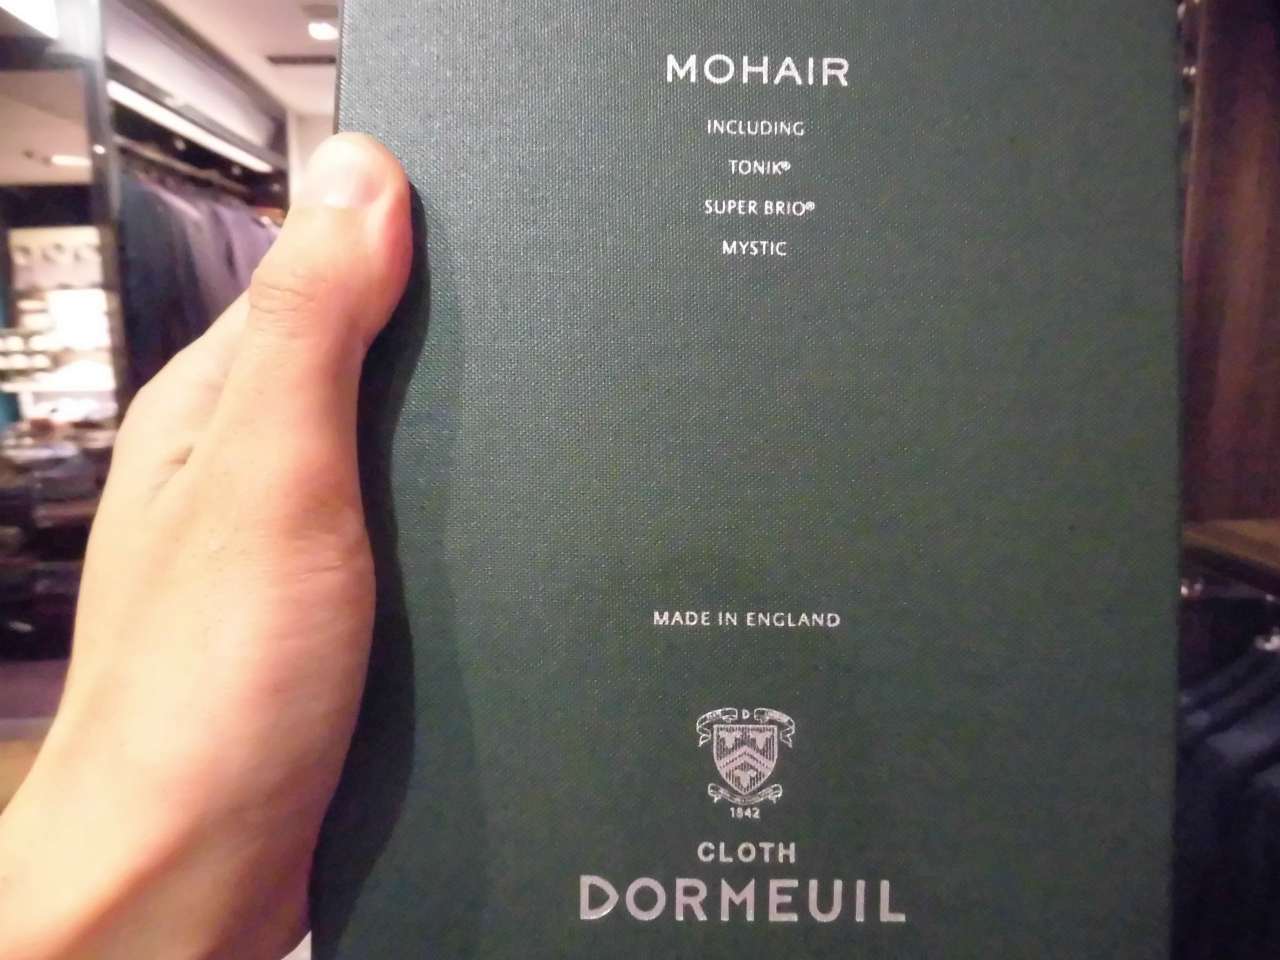 MOHAIR
INCLUDING
TONIK®
SUPER BRIO®
MYSTIC
MADE IN ENGLAND
D
1842
CLOTH
DORMEUIL